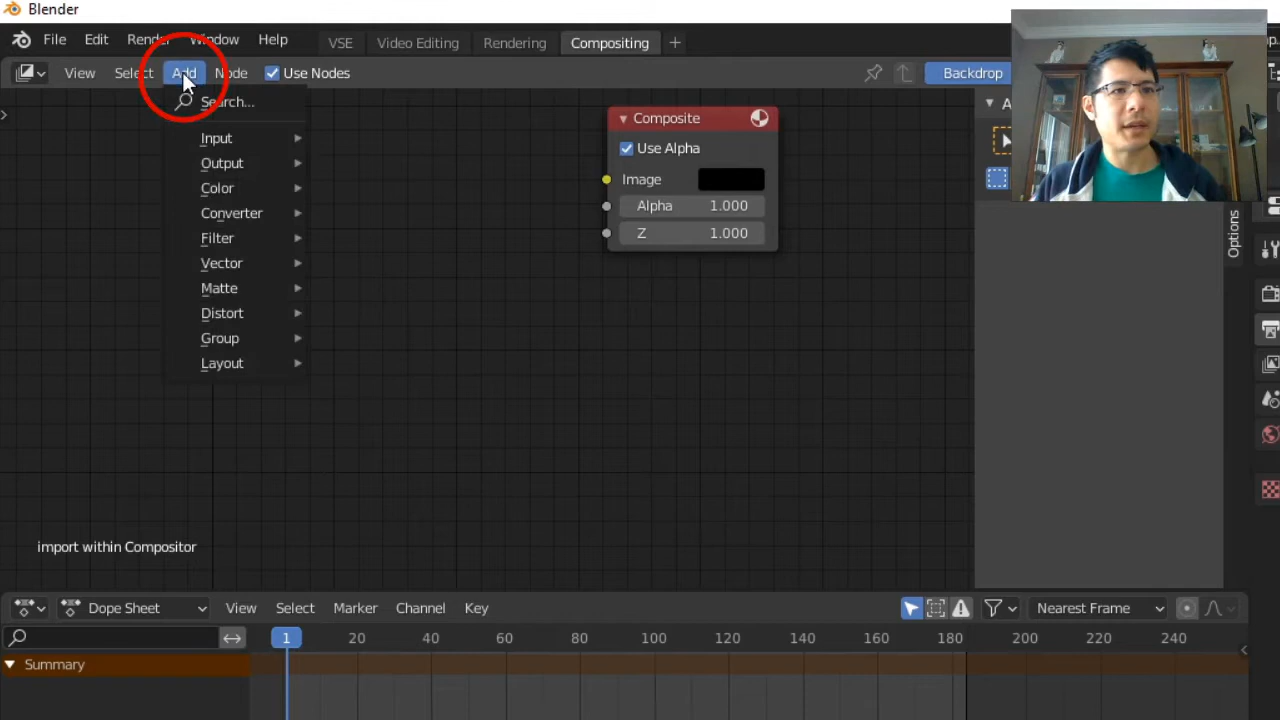 Blender
File Edit Render Window Help VSE Video Editing Rendering Compositing +
View Select Add Node Use Nodes Backdrop
Search...
Input
Output
Color
Converter
Filter
Vector
Matte
Distort
Group
Layout
Composite
Use Alpha
Image
Alpha 1.000
Z 1.000
Options
import within Compositor
Dope Sheet View Select Marker Channel Key Nearest Frame
1 20 40 60 80 100 120 140 160 180 200 220 240
Summary